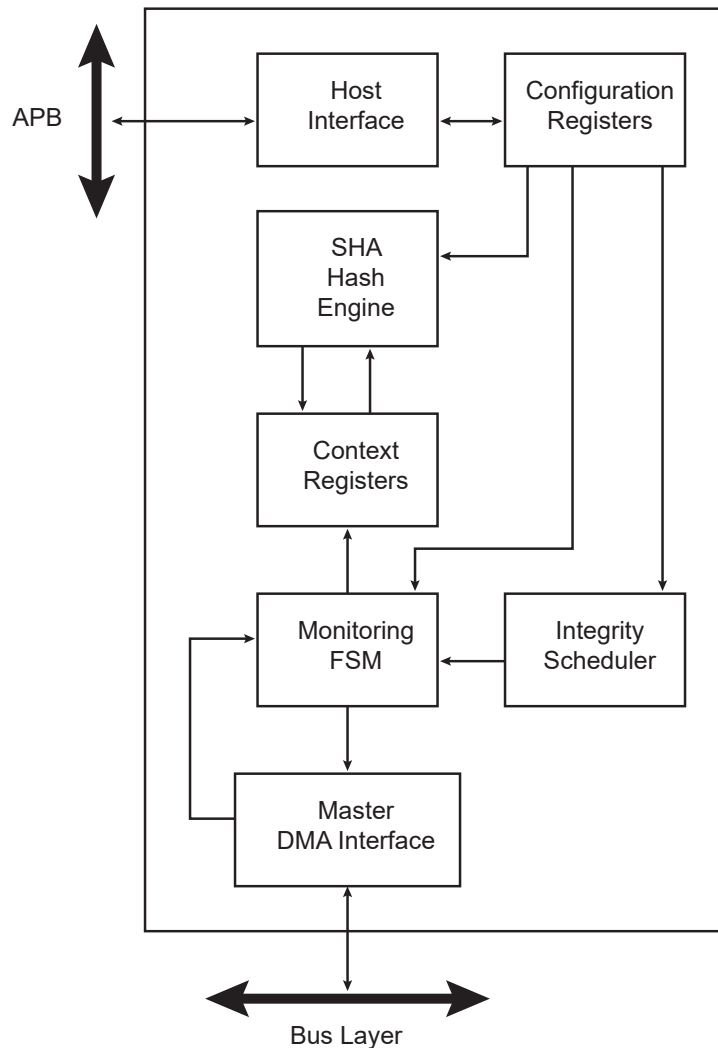 APB
Host
Interface
Configuration
Registers
SHA
Hash
Engine
Context
Registers
Monitoring
FSM
Integrity
Scheduler
Master
DMA Interface
Bus Layer